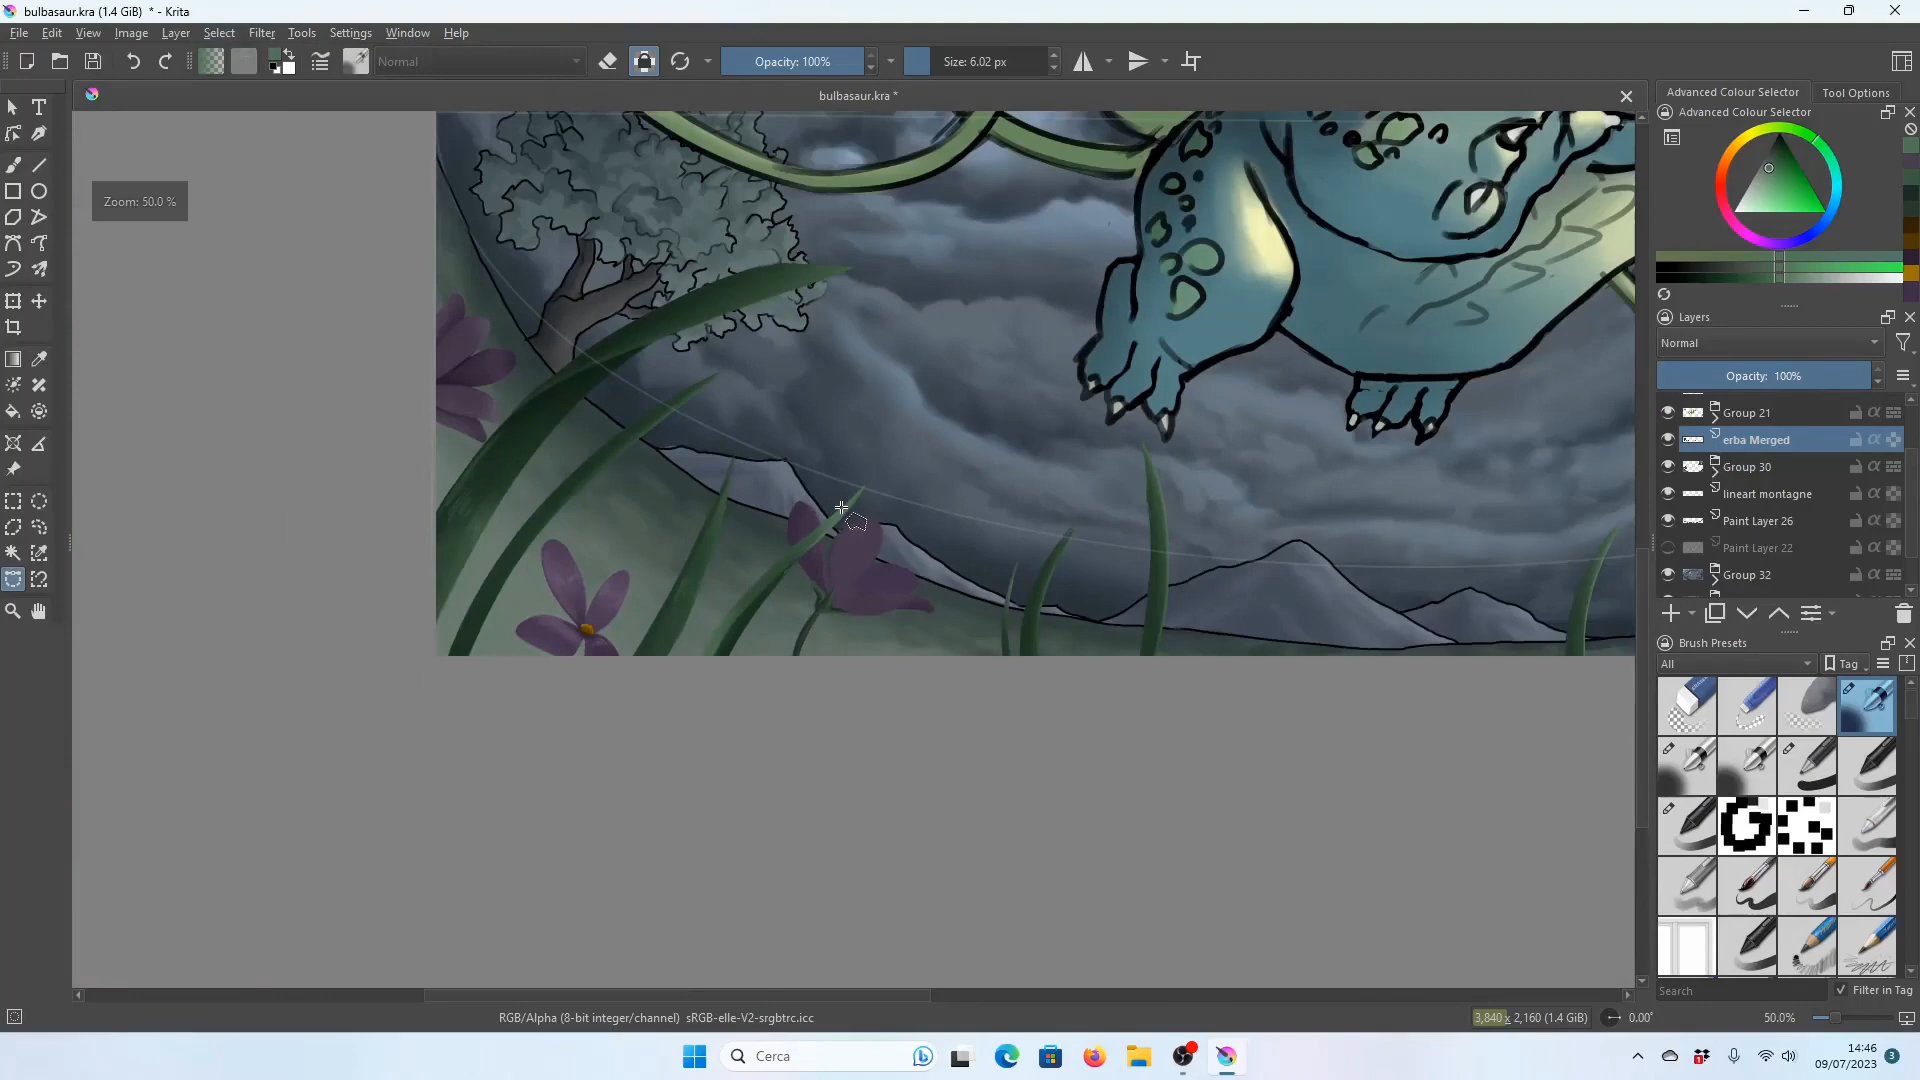 bulbasaur.kra (1.4 GiB) * - Krita
File Edit View Image Layer Select Filter Tools Settings Window Help
Normal
Opacity: 100%
Size: 6.02 px
bulbasaur.kra *
Advanced Colour Selector
Tool Options
Advanced Colour Selector
Zoom: 50.0 %
Layers
Normal
Opacity: 100%
Group 21
erba Merged
Group 30
lineart montagne
Paint Layer 26
Paint Layer 22
Group 32
Brush Presets
All
Tag
Search
Filter in Tag
RGB/Alpha (8-bit integer/channel) sRGB-elle-V2-srgbtrc.icc
3,840 x 2,160 (1.4 GiB)
0.00°
50.0%
Cerca
14:46
09/07/2023
3
1